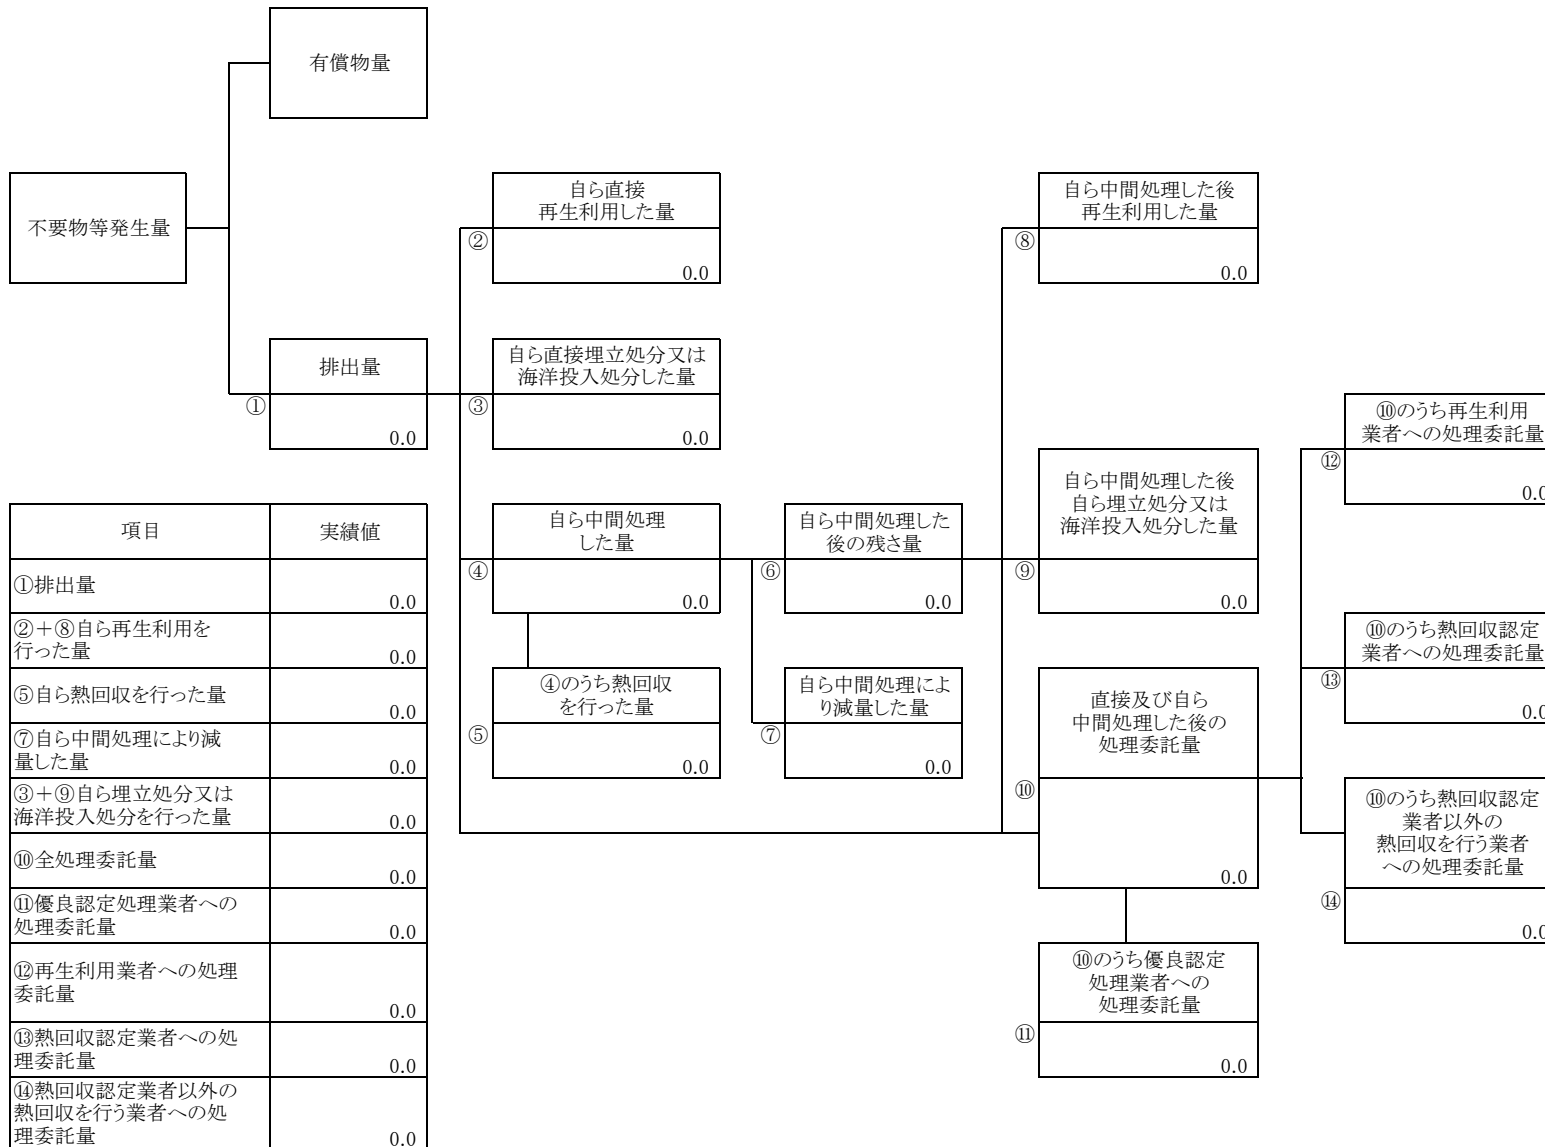 有償物量
不要物等発生量
自ら直接
再生利用した量
②
0.0
自ら中間処理した後
再生利用した量
⑧
0.0
排出量
①
0.0
自ら直接埋立処分又は
海洋投入処分した量
③
0.0
⑩のうち再生利用
業者への処理委託量
⑫
0.0
自ら中間処理
した量
④
0.0
自ら中間処理した
後の残さ量
⑥
0.0
自ら中間処理した後
自ら埋立処分又は
海洋投入処分した量
⑨
0.0
④のうち熱回収
を行った量
⑤
0.0
自ら中間処理によ
り減量した量
⑦
0.0
直接及び自ら
中間処理した後の
処理委託量
⑩
0.0
⑩のうち熱回収認定
業者への処理委託量
⑬
0.0
⑩のうち熱回収認定
業者以外の
熱回収を行う業者
への処理委託量
⑭
0.0
⑩のうち優良認定
処理業者への
処理委託量
⑪
0.0
項目 実績値
①排出量
0.0
②＋⑧自ら再生利用を
行った量
0.0
⑤自ら熱回収を行った量
0.0
⑦自ら中間処理により減
量した量
0.0
③＋⑨自ら埋立処分又は
海洋投入処分を行った量
0.0
⑩全処理委託量
0.0
⑪優良認定処理業者への
処理委託量
0.0
⑫再生利用業者への処理
委託量
0.0
⑬熱回収認定業者への処
理委託量
0.0
⑭熱回収認定業者以外の
熱回収を行う業者への処
理委託量
0.0